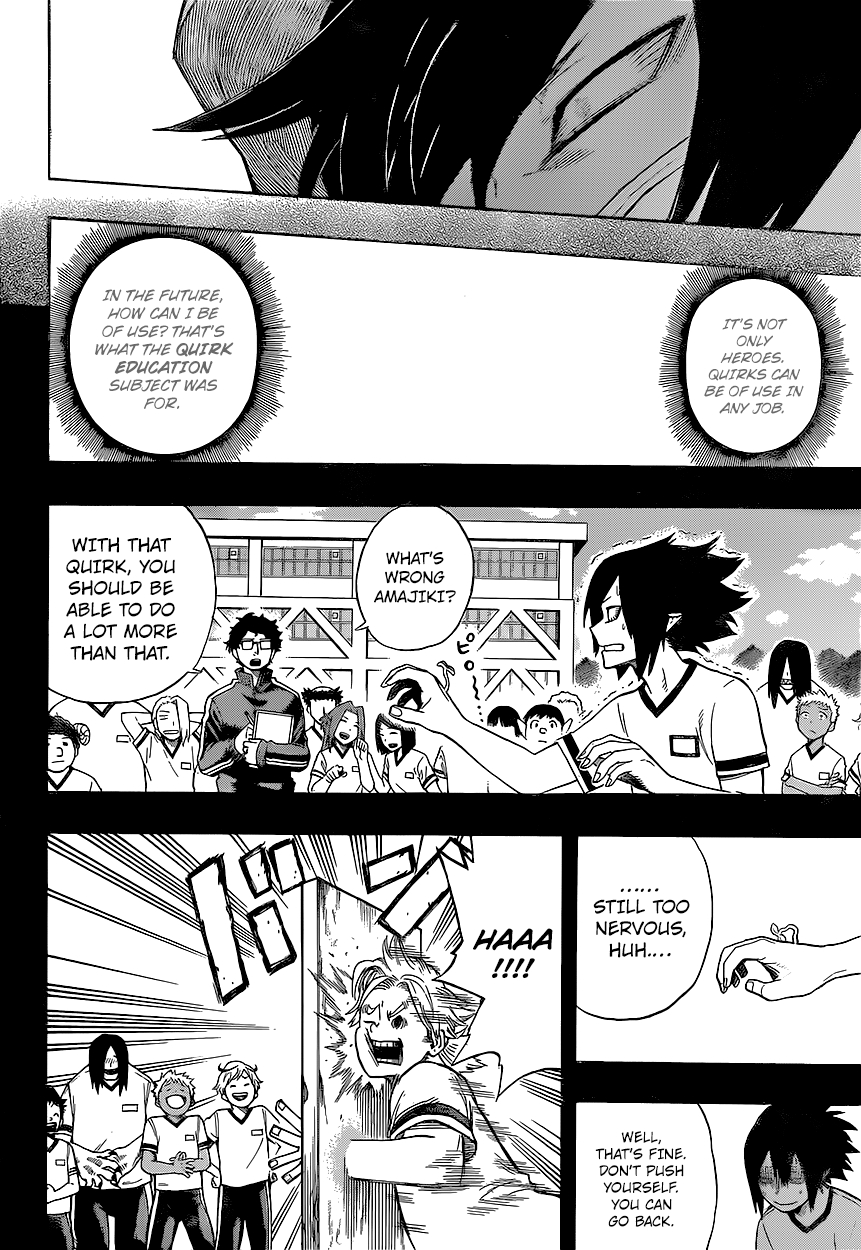 IT'S NOT
ONLY
HEROES.
QUIRKS CAN
BE OF USE IN
ANY JOB.
IN THE FUTURE,
HOW CAN I BE
OF USE? THAT'S
WHAT THE QUIRK
EDUCATION
SUBJECT WAS
FOR.
WHAT'S
WRONG
AMAJIKI?
ピ
WITH THAT
QUIRK, YOU
SHOULD BE
ABLE TO DO
A LOT MORE
THAN THAT.
......
STILL TOO
NERVOUS,
HUH....
WELL,
THAT'S FINE.
DON'T PUSH
YOURSELF.
YOU CAN
GO BACK.
HAAA
!!!!